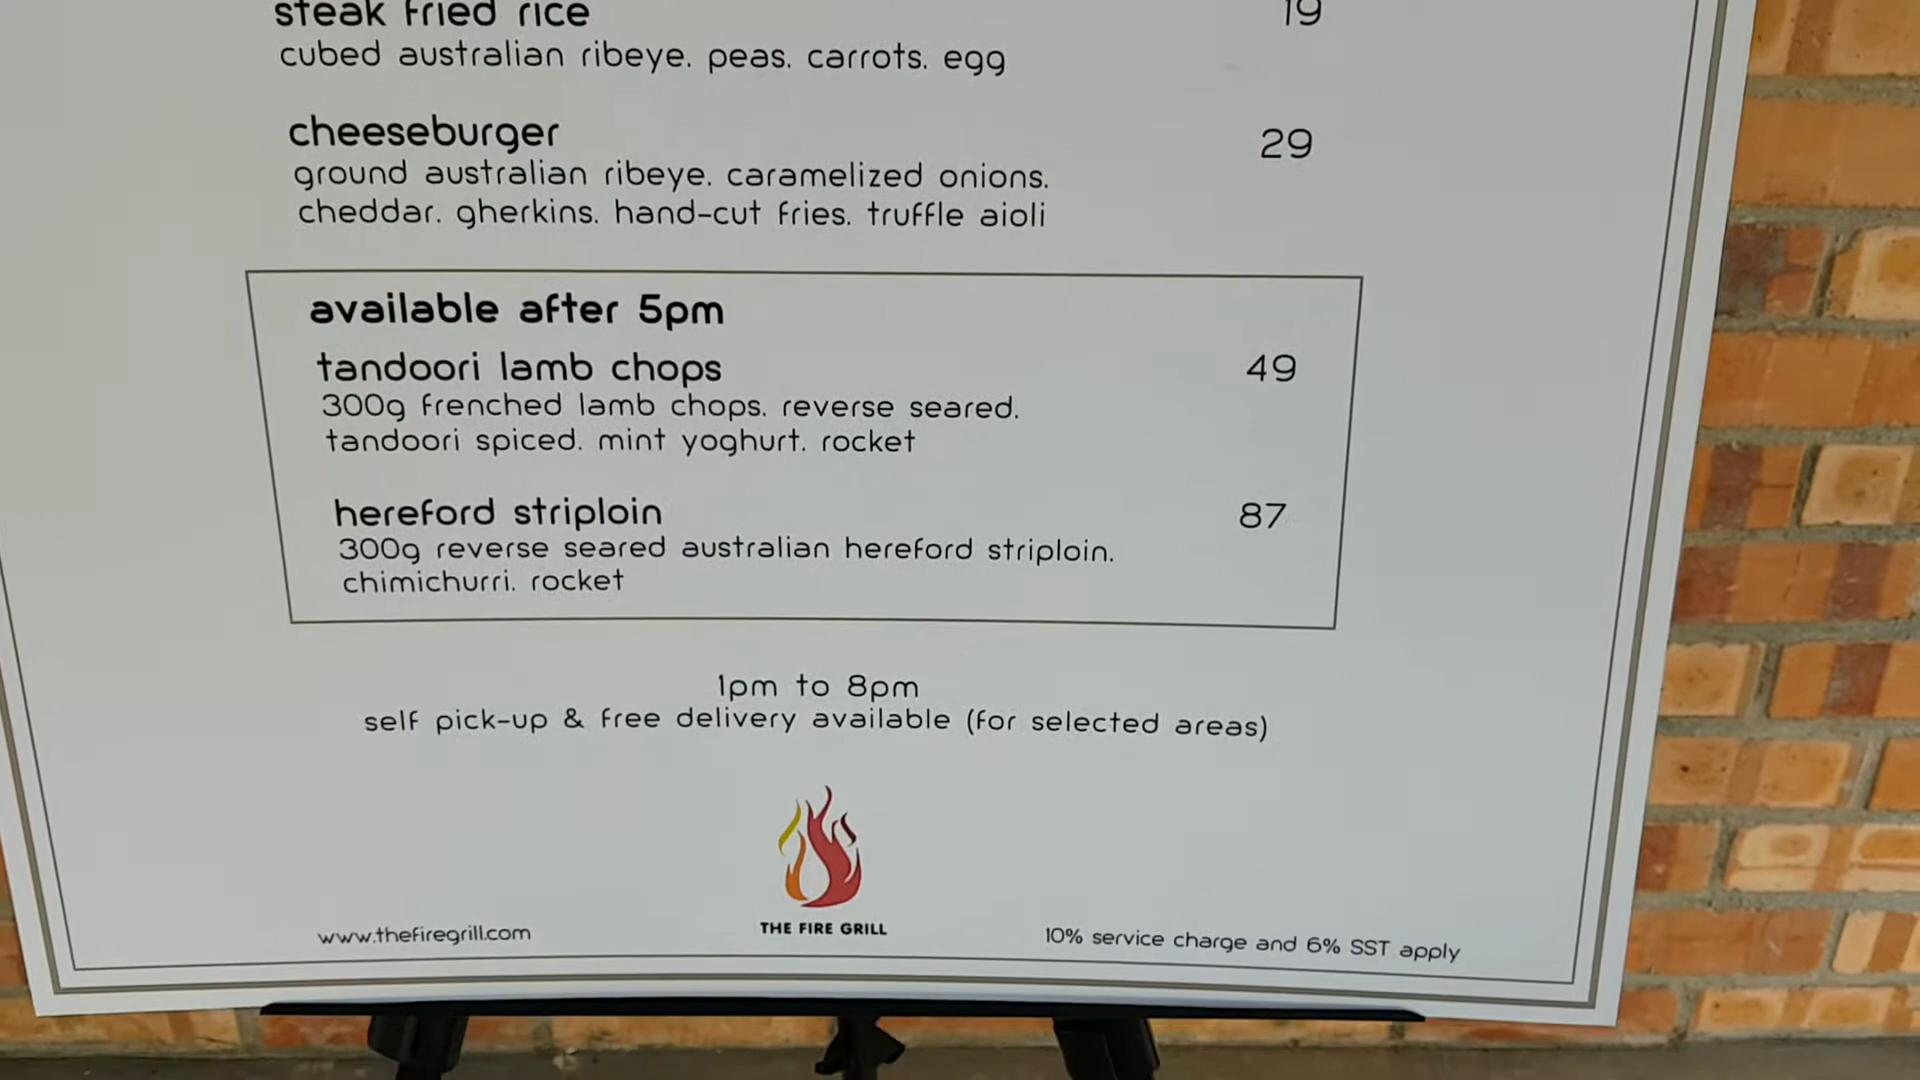 steak fried rice 19
cubed australian ribeye. peas. carrots. egg
cheeseburger 29
ground australian ribeye. caramelized onions.
cheddar. gherkins. hand-cut fries. truffle aioli
available after 5pm
tandoori lamb chops 49
300g frenched lamb chops. reverse seared.
tandoori spiced. mint yoghurt. rocket
hereford striploin 87
300g reverse seared australian hereford striploin.
chimichurri. rocket
1pm to 8pm
self pick-up & free delivery available (for selected areas)
THE FIRE GRILL
www.thefiregrill.com
10% service charge and 6% SST apply